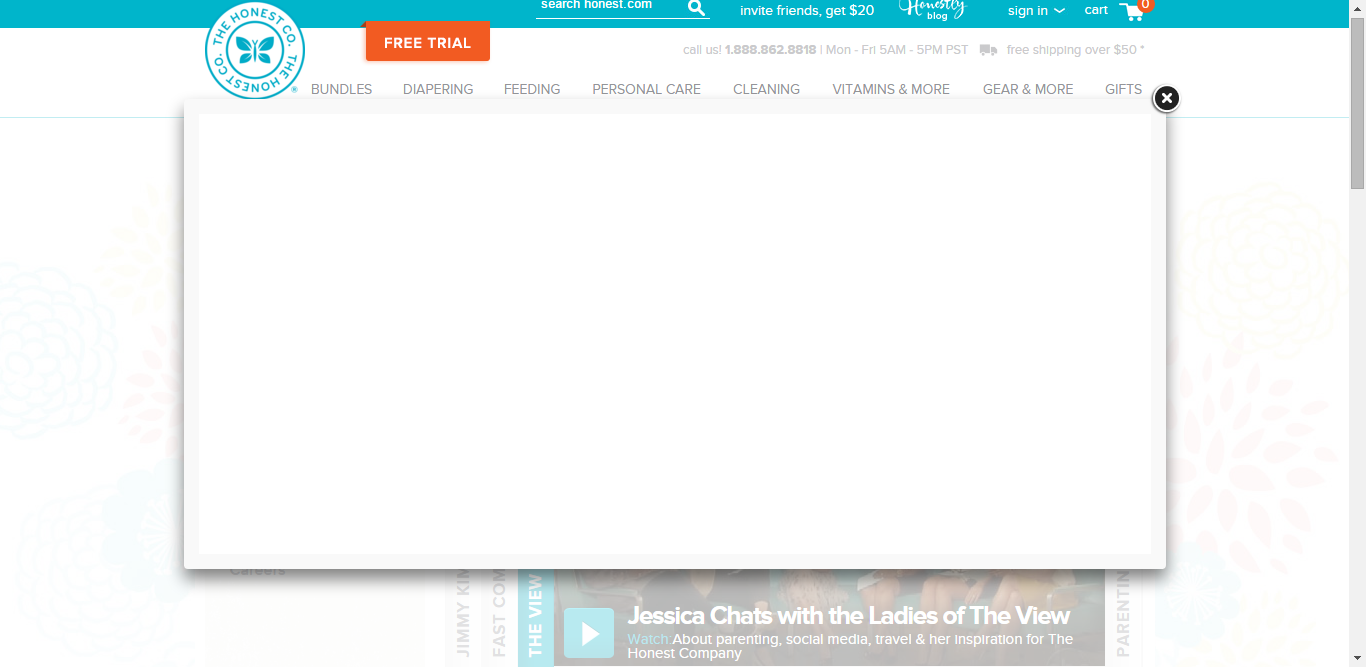 search honest.com
invite friends, get $20
Honestly
blog
sign in
cart
0
THE HONEST CO. THE HONEST CO.
®
FREE TRIAL
call us! 1.888.862.8818 | Mon - Fri 5AM - 5PM PST
free shipping over $50 *
BUNDLES
DIAPERING
FEEDING
PERSONAL CARE
CLEANING
VITAMINS & MORE
GEAR & MORE
GIFTS
Careers
JIMMY KIM
FAST COM
THE VIEW
Jessica Chats with the Ladies of The View
Watch: About parenting, social media, travel & her inspiration for The
Honest Company
PARENTIN